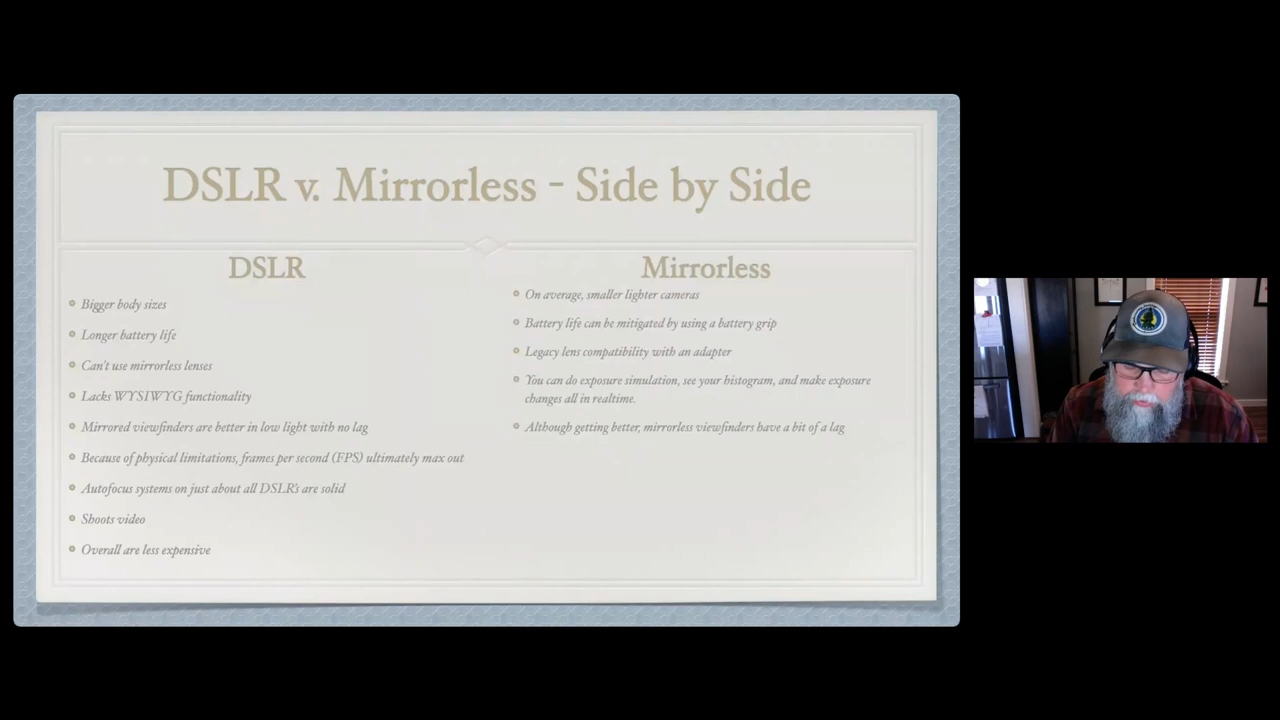 DSLR v. Mirrorless - Side by Side
DSLR
Bigger body sizes
Longer battery life
Can't use mirrorless lenses
Lacks WYSIWYG functionality
Mirrored viewfinders are better in low light with no lag
Because of physical limitations, frames per second (FPS) ultimately max out
Autofocus systems on just about all DSLR's are solid
Shoots video
Overall are less expensive
Mirrorless
On average, smaller lighter cameras
Battery life can be mitigated by using a battery grip
Legacy lens compatibility with an adapter
You can do exposure simulation, see your histogram, and make exposure
changes all in realtime.
Although getting better, mirrorless viewfinders have a bit of a lag